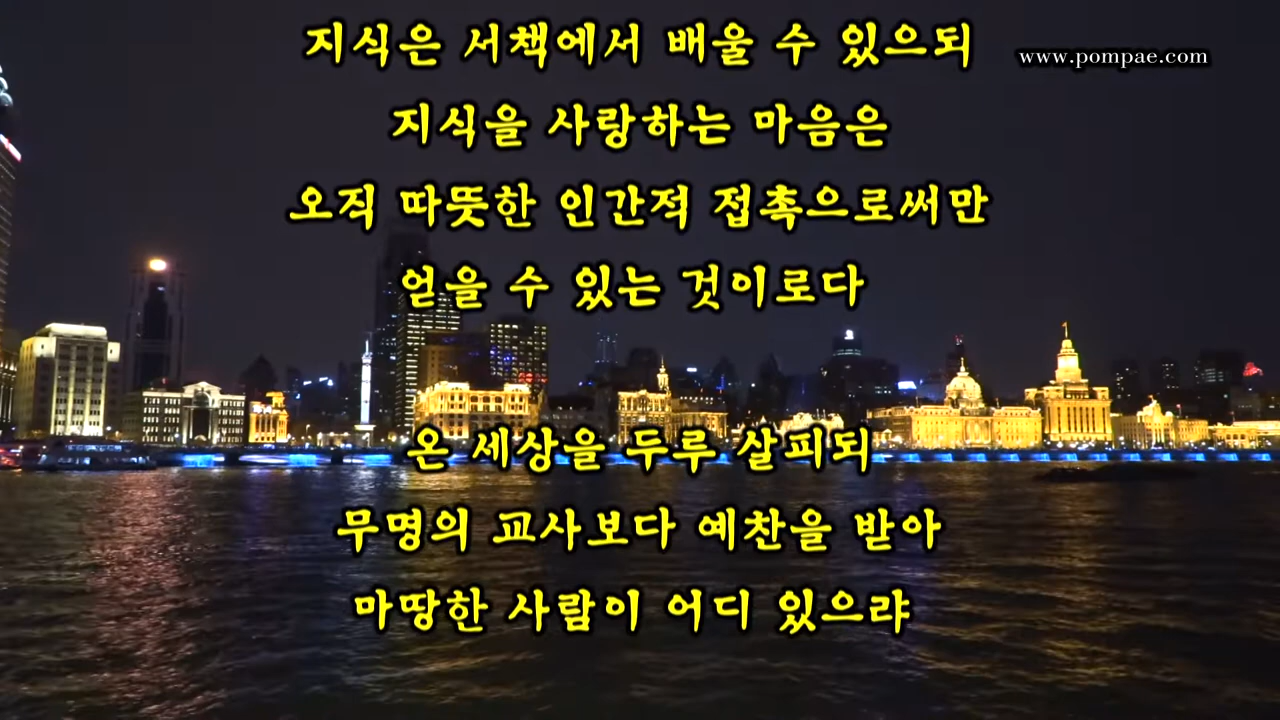 지식은 서책에서 배울 수 있으되
www.pompae.com
지식을 사랑하는 마음은
오직 따뜻한 인간적 접촉으로써만
얻을 수 있는 것이로다
온 세상을 두루 살피되
무명의 교사보다 예찬을 받아
마땅한 사람이 어디 있으랴